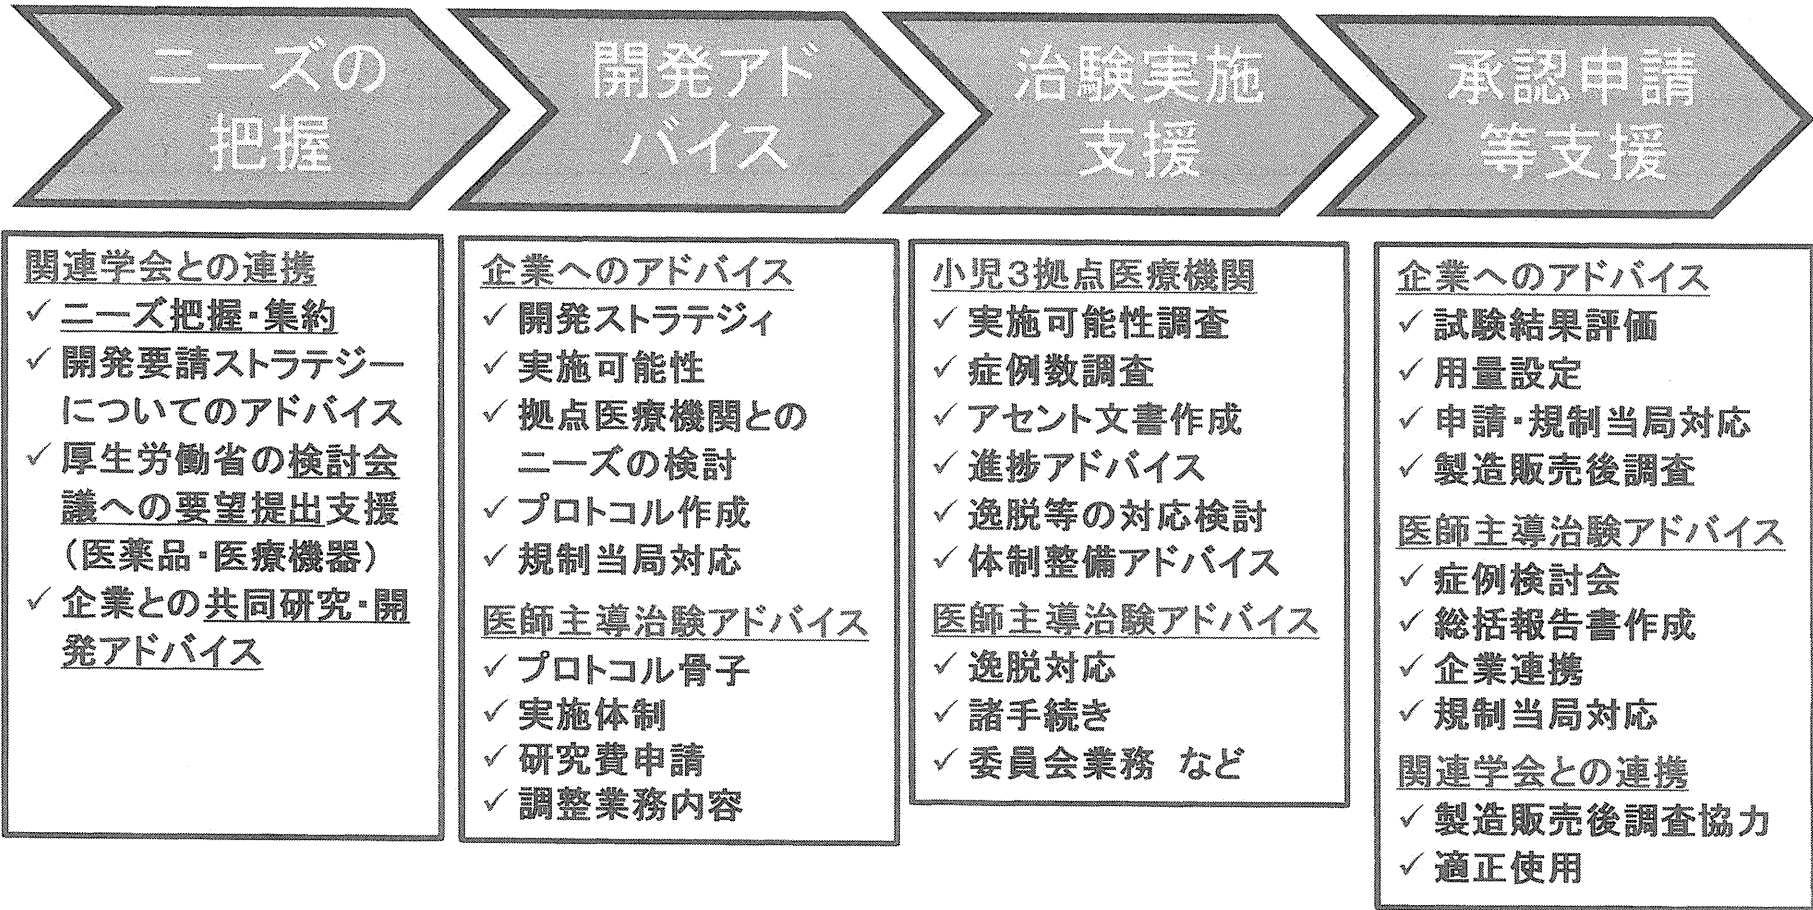 ニーズの
把握
開発アド
バイス
治験実施
支援
承認申請
等支援
関連学会との連携
✓ ニーズ把握・集約
✓ 開発要請ストラテジー
についてのアドバイス
✓ 厚生労働省の検討会
議への要望提出支援
（医薬品・医療機器）
✓ 企業との共同研究・開
発アドバイス
企業へのアドバイス
✓ 開発ストラテジィ
✓ 実施可能性
✓ 拠点医療機関との
ニーズの検討
✓ プロトコル作成
✓ 規制当局対応
医師主導治験アドバイス
✓ プロトコル骨子
✓ 実施体制
✓ 研究費申請
✓ 調整業務内容
小児３拠点医療機関
✓ 実施可能性調査
✓ 症例数調査
✓ アセント文書作成
✓ 進捗アドバイス
✓ 逸脱等の対応検討
✓ 体制整備アドバイス
医師主導治験アドバイス
✓ 逸脱対応
✓ 諸手続き
✓ 委員会業務 など
企業へのアドバイス
✓ 試験結果評価
✓ 用量設定
✓ 申請・規制当局対応
✓ 製造販売後調査
医師主導治験アドバイス
✓ 症例検討会
✓ 総括報告書作成
✓ 企業連携
✓ 規制当局対応
関連学会との連携
✓ 製造販売後調査協力
✓ 適正使用